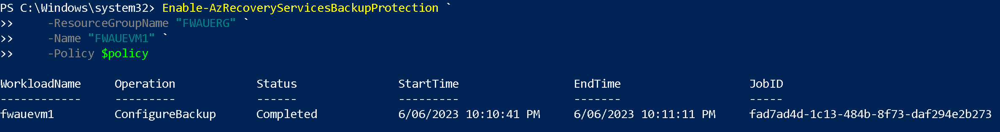 PS C:\Windows\system32> Enable-AzRecoveryServicesBackupProtection `
>>     -ResourceGroupName "FWAUERG" `
>>     -Name "FWAUEVM1" `
>>     -Policy $policy
WorkloadName     Operation            Status               StartTime                 EndTime                   JobID
------------     ---------            ------               ---------                 -------                   -----
fwauevm1         ConfigureBackup      Completed            6/06/2023 10:10:41 PM     6/06/2023 10:11:11 PM     fad7ad4d-1c13-484b-8f73-daf294e2b273